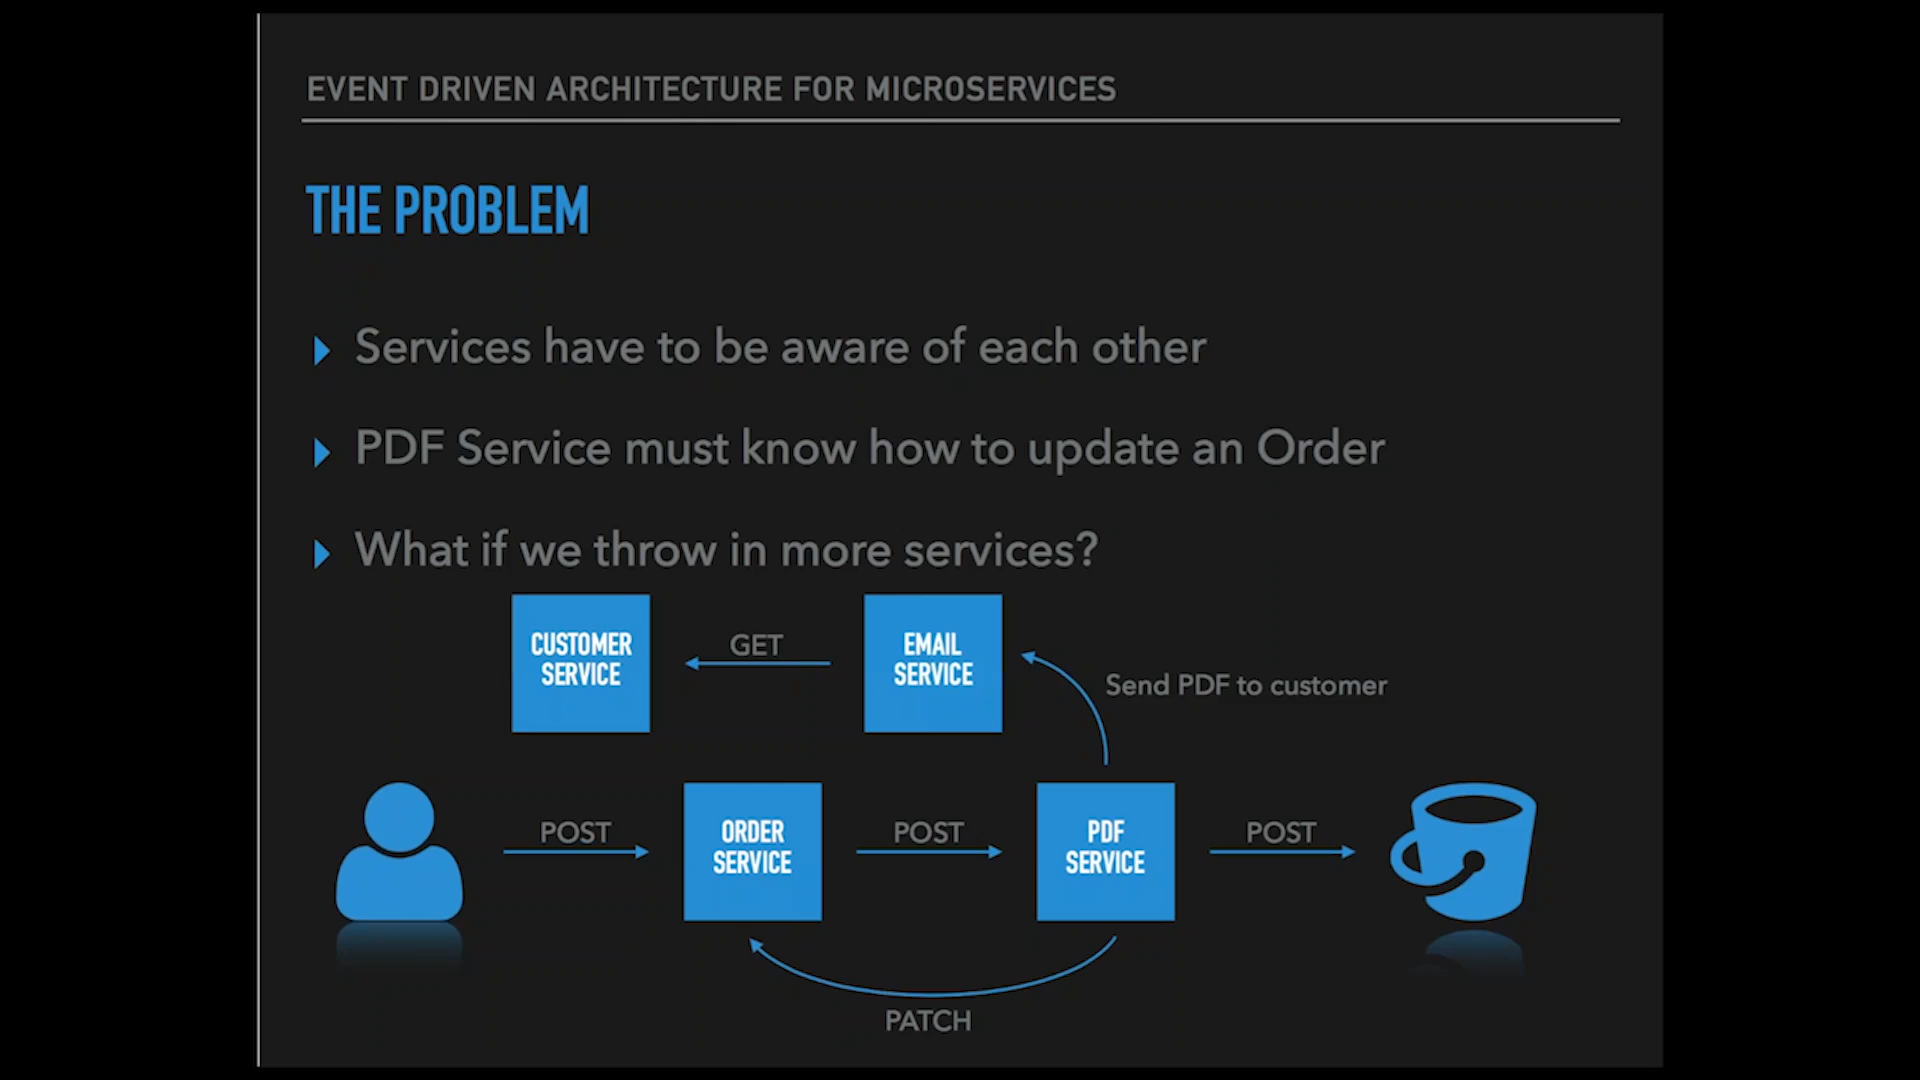 EVENT DRIVEN ARCHITECTURE FOR MICROSERVICES
THE PROBLEM
Services have to be aware of each other
PDF Service must know how to update an Order
What if we throw in more services?
CUSTOMER
SERVICE
GET
EMAIL
SERVICE
Send PDF to customer
POST
ORDER
SERVICE
POST
PDF
SERVICE
POST
PATCH